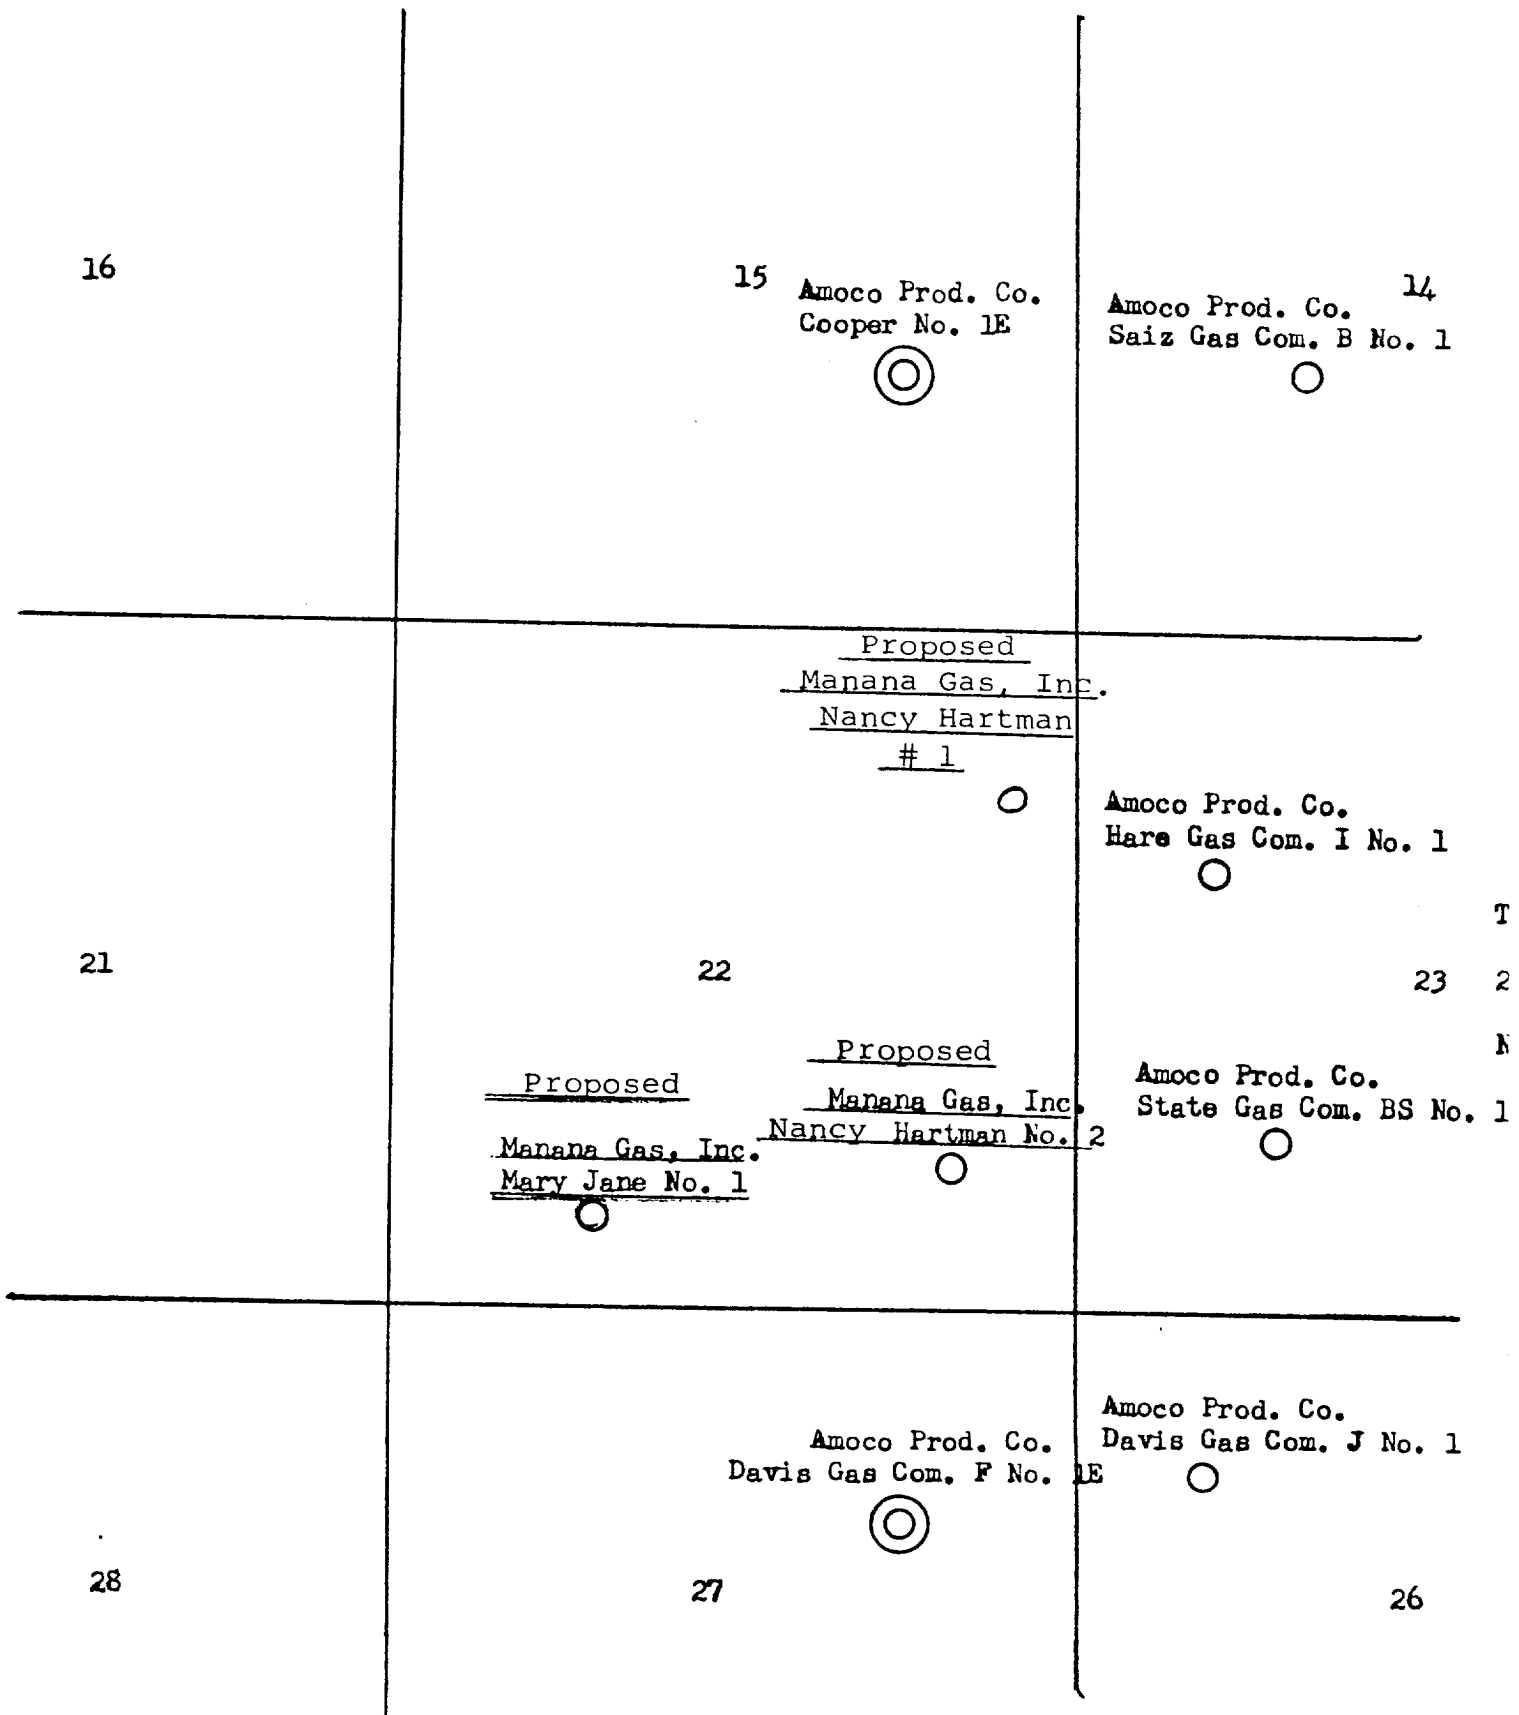 16
15
14
Amoco Prod. Co.
Cooper No. 1E
Amoco Prod. Co.
Saiz Gas Com. B No. 1
Proposed
Manana Gas, Inc.
Nancy Hartman
# 1
Amoco Prod. Co.
Hare Gas Com. I No. 1
21
22
23
T
2
N
Proposed
Manana Gas, Inc.
Nancy Hartman No. 2
Proposed
Manana Gas, Inc.
Mary Jane No. 1
Amoco Prod. Co.
State Gas Com. BS No. 1
Amoco Prod. Co.
Davis Gas Com. F No. 1E
Amoco Prod. Co.
Davis Gas Com. J No. 1
28
27
26